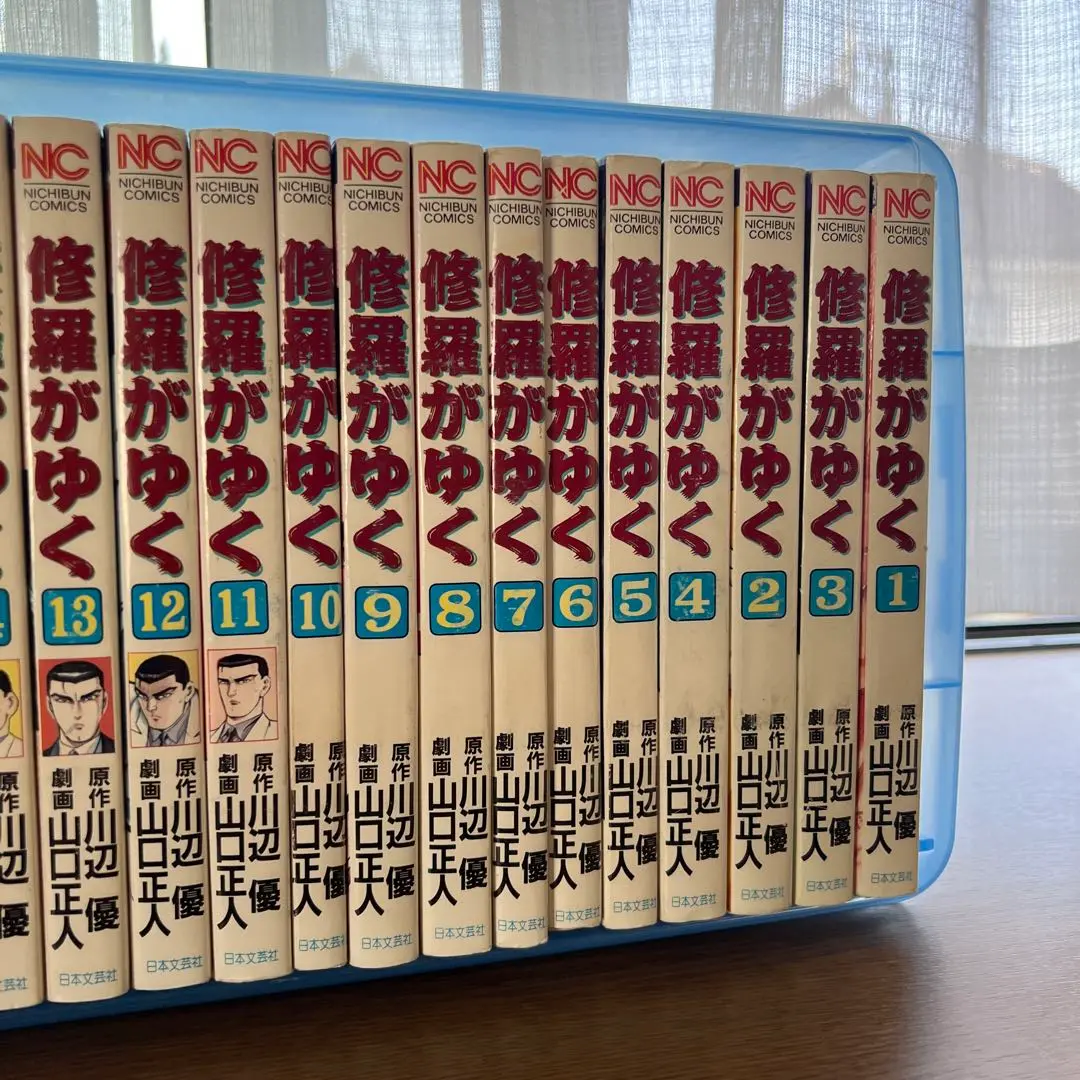 原作川辺 優
NC
NICHIBUN
COMICS
修羅がゆく
13
原作川辺 優
劇画山口正人
日本文芸社
NC
NICHIBUN
COMICS
修羅がゆく
12
原作川辺 優
劇画山口正人
日本文芸社
NC
NICHIBUN
COMICS
修羅がゆく
11
原作川辺 優
劇画山口正人
日本文芸社
NC
NICHIBUN
COMICS
修羅がゆく
10
原作川辺 優
劇画山口正人
日本文芸社
NC
NICHIBUN
COMICS
修羅がゆく
9
原作川辺 優
劇画山口正人
日本文芸社
NC
NICHIBUN
COMICS
修羅がゆく
8
原作川辺 優
劇画山口正人
日本文芸社
NC
NICHIBUN
COMICS
修羅がゆく
7
原作川辺 優
劇画山口正人
日本文芸社
NC
NICHIBUN
COMICS
修羅がゆく
6
原作川辺 優
劇画山口正人
日本文芸社
NC
NICHIBUN
COMICS
修羅がゆく
5
原作川辺 優
劇画山口正人
日本文芸社
NC
NICHIBUN
COMICS
修羅がゆく
4
原作川辺 優
劇画山口正人
日本文芸社
NC
NICHIBUN
COMICS
修羅がゆく
2
原作川辺 優
劇画山口正人
日本文芸社
NC
NICHIBUN
COMICS
修羅がゆく
3
原作川辺 優
劇画山口正人
日本文芸社
NC
NICHIBUN
COMICS
修羅がゆく
1
原作川辺 優
劇画山口正人
日本文芸社